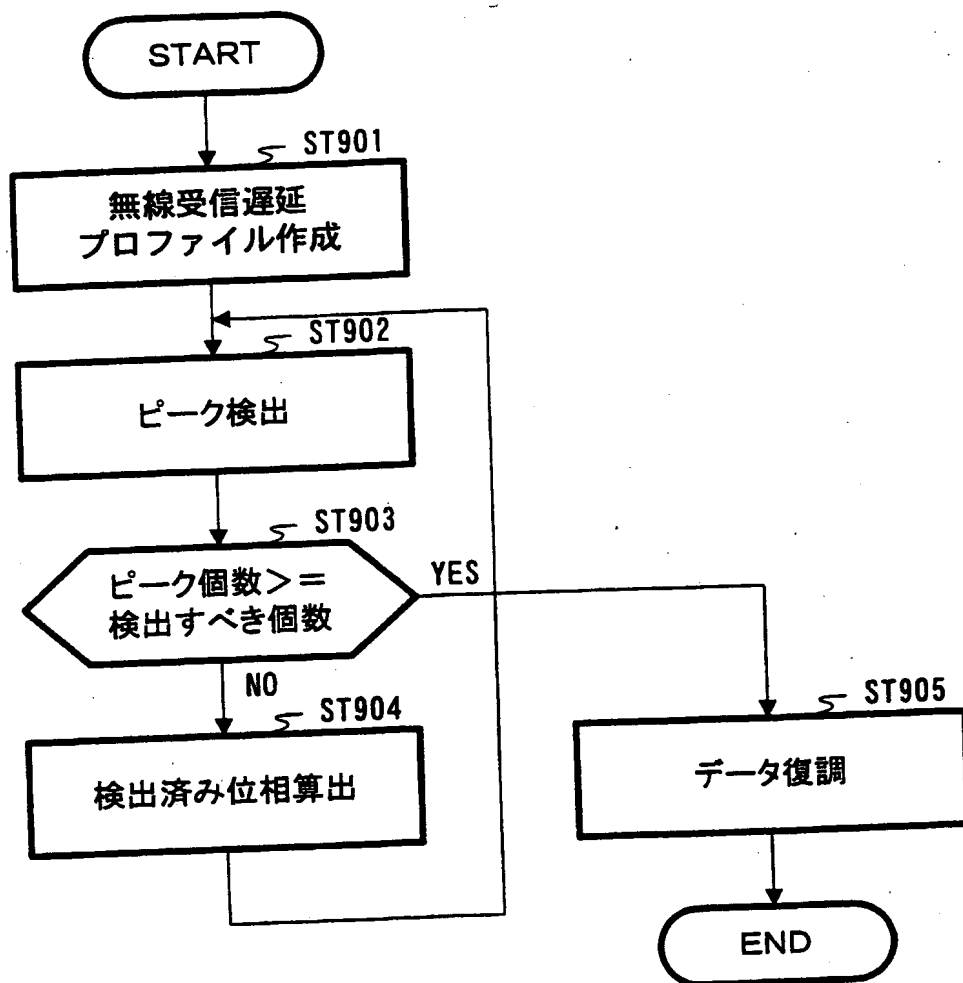 START
ST901
無線受信遅延
プロファイル作成
ST902
ピーク検出
ST903
ピーク個数>=
検出すべき個数
YES
NO
ST904
検出済み位相算出
ST905
データ復調
END